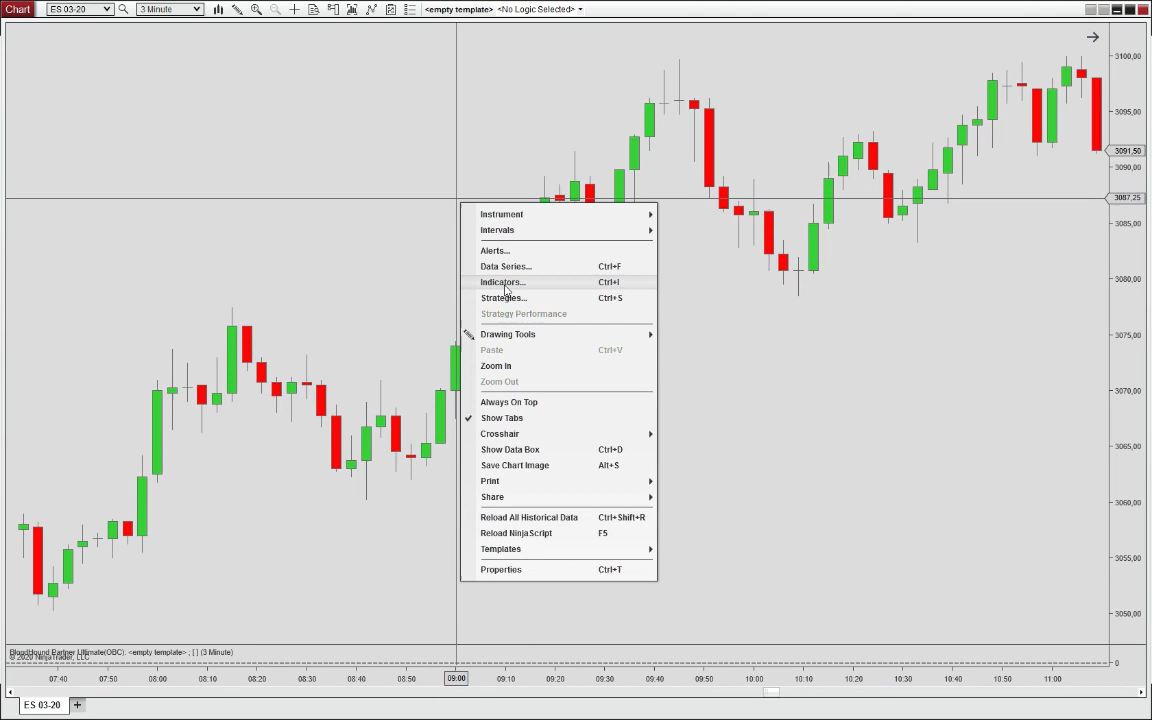 Chart ES 03-20 3 Minute <empty template> <No Logic Selected>
3100,00
3095,00
3091,50
3090,00
3087,25
3085,00
3080,00
3075,00
3070,00
3065,00
3060,00
3055,00
3050,00
0
Instrument
Intervals
Alerts...
Data Series... Ctrl+F
Indicators... Ctrl+I
Strategies... Ctrl+S
Strategy Performance
Drawing Tools
Paste Ctrl+V
Zoom In
Zoom Out
Always On Top
Show Tabs
Crosshair
Show Data Box Ctrl+D
Save Chart Image Alt+S
Print
Share
Reload All Historical Data Ctrl+Shift+R
Reload NinjaScript F5
Templates
Properties Ctrl+T
BloodHound Partner Ultimate(OBC): <empty template> ; [ ] (3 Minute)
© 2020 NinjaTrader, LLC
07:40 07:50 08:00 08:10 08:20 08:30 08:40 08:50 09:00 09:10 09:20 09:30 09:40 09:50 10:00 10:10 10:20 10:30 10:40 10:50 11:00
ES 03-20 +